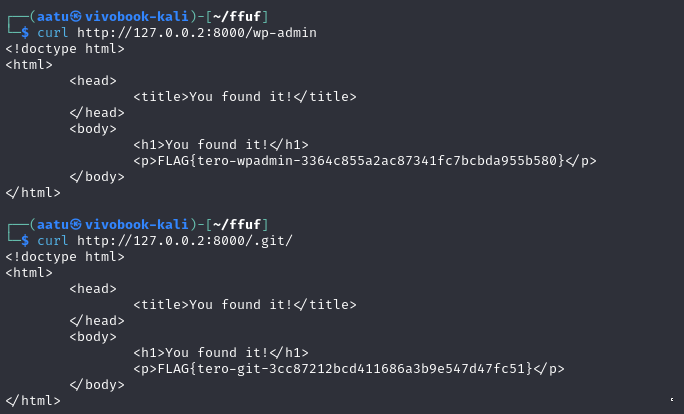 ┌──(aatu㉿vivobook-kali)-[~/ffuf]
└─$ curl http://127.0.0.2:8000/wp-admin
<!doctype html>
<html>
        <head>
                <title>You found it!</title>
        </head>
        <body>
                <h1>You found it!</h1>
                <p>FLAG{tero-wpadmin-3364c855a2ac87341fc7bcbda955b580}</p>
        </body>
</html>

┌──(aatu㉿vivobook-kali)-[~/ffuf]
└─$ curl http://127.0.0.2:8000/.git/
<!doctype html>
<html>
        <head>
                <title>You found it!</title>
        </head>
        <body>
                <h1>You found it!</h1>
                <p>FLAG{tero-git-3cc87212bcd411686a3b9e547d47fc51}</p>
        </body>
</html>